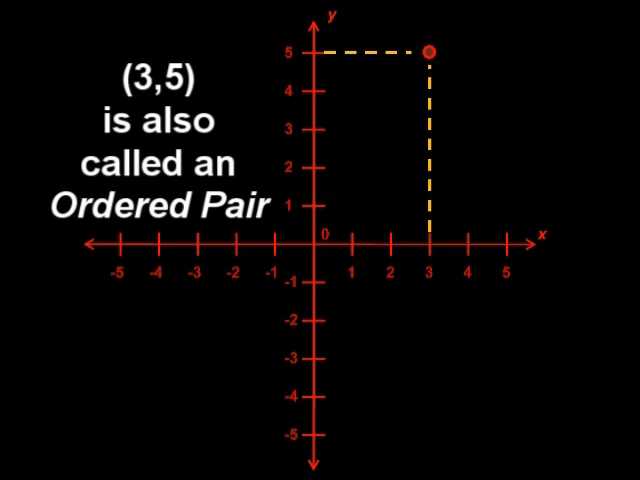 y
(3,5)
is also
called an
Ordered Pair
5
4
3
2
1
0
x
-5 -4 -3 -2 -1 1 2 3 4 5
-1
-2
-3
-4
-5